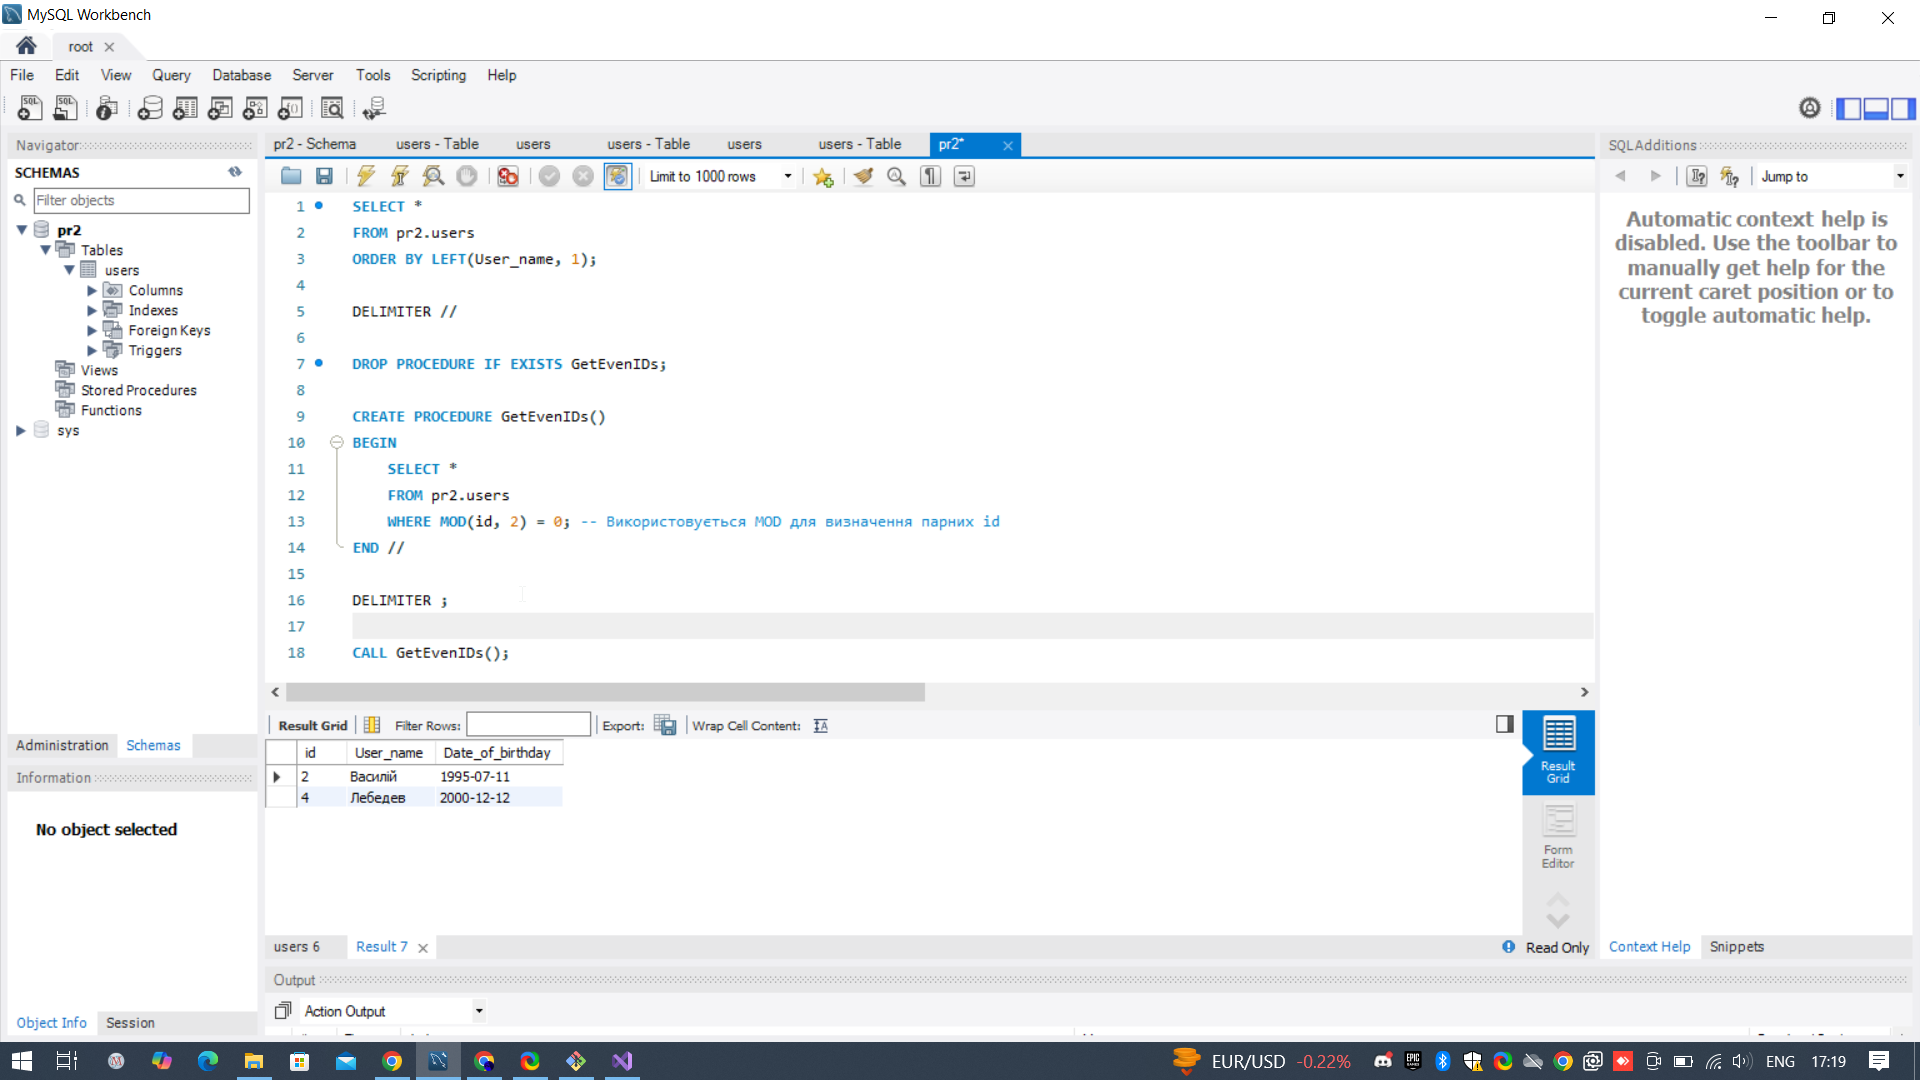 MySQL Workbench
root
File Edit View Query Database Server Tools Scripting Help
Navigator
SCHEMAS
Filter objects
pr2
Tables
users
Columns
Indexes
Foreign Keys
Triggers
Views
Stored Procedures
Functions
sys
Administration Schemas
Information
No object selected
Object Info Session
pr2 - Schema users - Table users users - Table users users - Table pr2*
Limit to 1000 rows
1 SELECT *
2 FROM pr2.users
3 ORDER BY LEFT(User_name, 1);
4
5 DELIMITER //
6
7 DROP PROCEDURE IF EXISTS GetEvenIDs;
8
9 CREATE PROCEDURE GetEvenIDs()
10 BEGIN
11 SELECT *
12 FROM pr2.users
13 WHERE MOD(id, 2) = 0; -- Використовується MOD для визначення парних id
14 END //
15
16 DELIMITER ;
17
18 CALL GetEvenIDs();
Result Grid Filter Rows: Export: Wrap Cell Content:
id User_name Date_of_birthday
2 Василій 1995-07-11
4 Лебедев 2000-12-12
Result Grid
Form Editor
users 6 Result 7 Read Only
Output
Action Output
SQLAdditions
Jump to
Automatic context help is
disabled. Use the toolbar to
manually get help for the
current caret position or to
toggle automatic help.
Context Help Snippets
EUR/USD -0.22% ENG 17:19